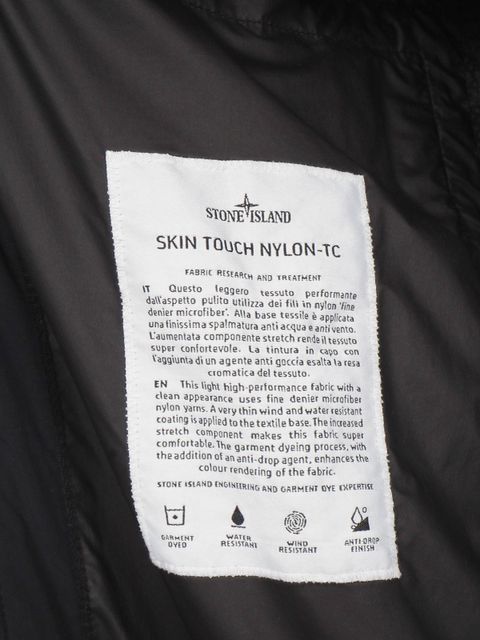 STONE ISLAND
SKIN TOUCH NYLON-TC
FABRIC RESEARCH AND TREATMENT
IT Questo leggero tessuto performante
dall'aspetto pulito utilizza dei fili in nylon 'fine
denier microfiber'. Alla base tessile è applicata
una finissima spalmatura anti acqua e anti vento.
L'aumentata componente stretch rende il tessuto
super confortevole. La tintura in capo con
l'aggiunta di un agente anti goccia esalta la resa
cromatica del tessuto.
EN This light high-performance fabric with a
clean appearance uses fine denier microfiber
nylon yarns. A very thin wind and water resistant
coating is applied to the textile base. The increased
stretch component makes this fabric super
comfortable. The garment dyeing process, with
the addition of an anti-drop agent, enhances the
colour rendering of the fabric.
STONE ISLAND ENGINEERING AND GARMENT DYE EXPERTISE
GARMENT DYED
WATER RESISTANT
WIND RESISTANT
ANTI-DROP FINISH